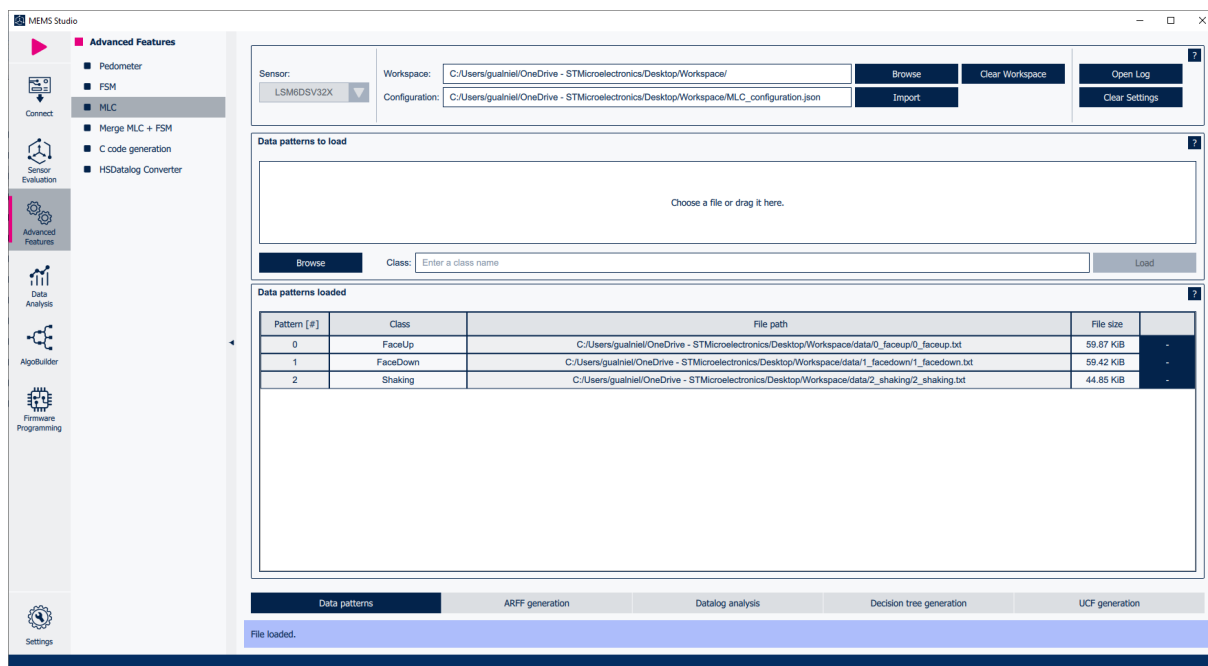 MEMS Studio
Connect
Sensor
Evaluation
Advanced
Features
Data
Analysis
AlgoBuilder
Firmware
Programming
Settings
Advanced Features
Pedometer
FSM
MLC
Merge MLC + FSM
C code generation
HSDatalog Converter
Sensor:
LSM6DSV32X
Workspace: C:/Users/gualniel/OneDrive - STMicroelectronics/Desktop/Workspace/ Browse Clear Workspace
Configuration: C:/Users/gualniel/OneDrive - STMicroelectronics/Desktop/Workspace/MLC_configuration.json Import
Open Log
Clear Settings
?
Data patterns to load ?
Choose a file or drag it here.
Browse Class: Enter a class name Load
Data patterns loaded ?
Pattern [#] Class File path File size
0 FaceUp C:/Users/gualniel/OneDrive - STMicroelectronics/Desktop/Workspace/data/0_faceup/0_faceup.txt 59.87 KiB -
1 FaceDown C:/Users/gualniel/OneDrive - STMicroelectronics/Desktop/Workspace/data/1_facedown/1_facedown.txt 59.42 KiB -
2 Shaking C:/Users/gualniel/OneDrive - STMicroelectronics/Desktop/Workspace/data/2_shaking/2_shaking.txt 44.85 KiB -
Data patterns ARFF generation Datalog analysis Decision tree generation UCF generation
File loaded.